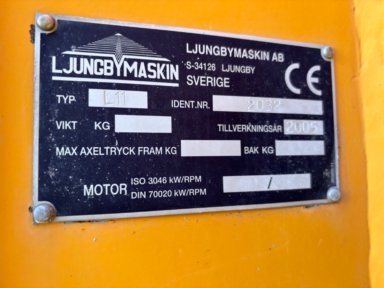 LJUNGBYMASKIN
LJUNGBYMASKIN AB
S-34126 LJUNGBY
SVERIGE
CE
TYP L11
IDENT.NR. 2032
VIKT KG
TILLVERKNINGSÅR 2005
MAX AXELTRYCK FRAM KG BAK KG
MOTOR ISO 3046 kW/RPM
DIN 70020 kW/RPM
/